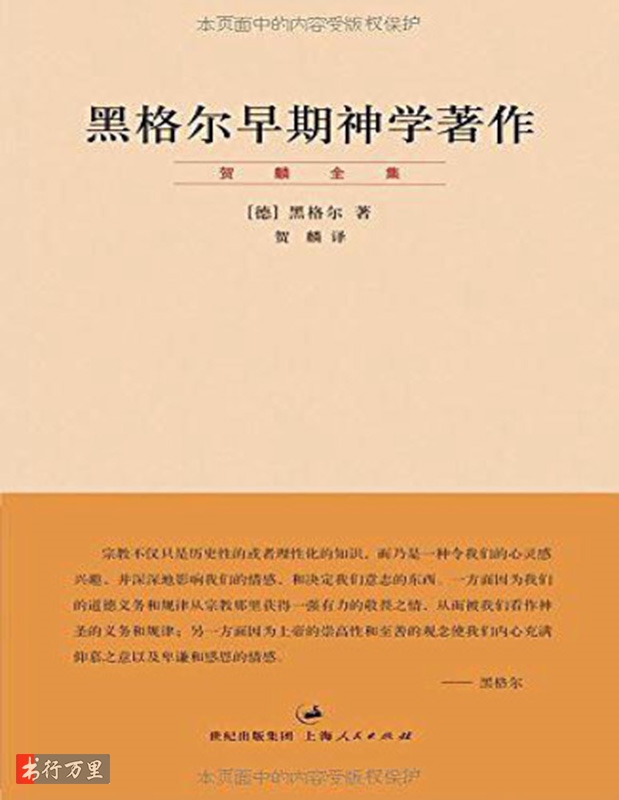 本页面中的内容受版权保护
黑格尔早期神学著作
贺 麟 全 集
[德] 黑格尔 著
贺 麟 译
宗教不仅只是历史性的或者理性化的知识，而乃是一种令我们的心灵感
兴趣，并深深地影响我们的情感，和决定我们意志的东西。一方面因为我们
的道德义务和规律从宗教那里获得一强有力的敬畏之情，从而被我们看作神
圣的义务和规律；另一方面因为上帝的崇高性和至善的观念使我们内心充满
仰慕之意以及卑谦和感恩的情感。
—— 黑格尔
世纪出版集团 上海人民出版社
书行万里
本页面中的内容受版权保护